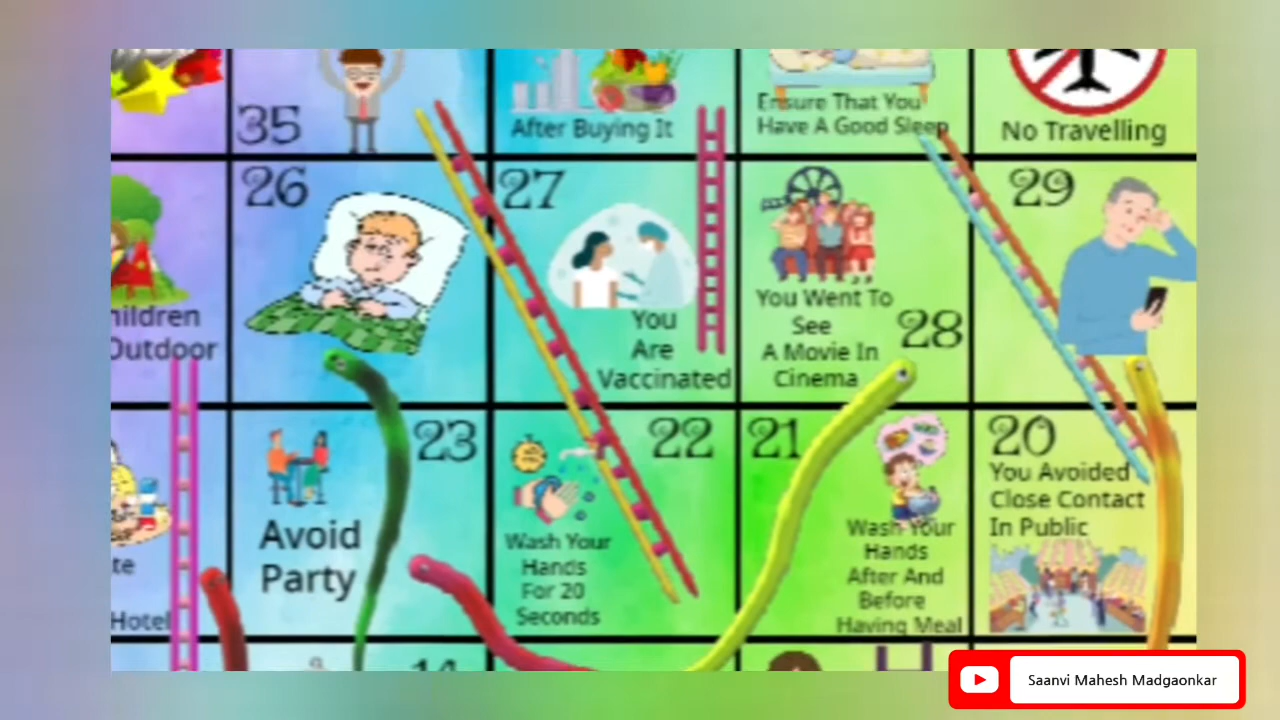 35
After Buying It
Ensure That You
Have A Good Sleep
No Travelling
26
27
29
You
Are
Vaccinated
You Went To
See
A Movie In
Cinema
28
Outdoor
23
Avoid
Party
22
Wash Your
Hands
For 20
Seconds
21
Wash Your
Hands
After And
Before
Having Meal
20
You Avoided
Close Contact
In Public
Hotel
Saanvi Mahesh Madgaonkar